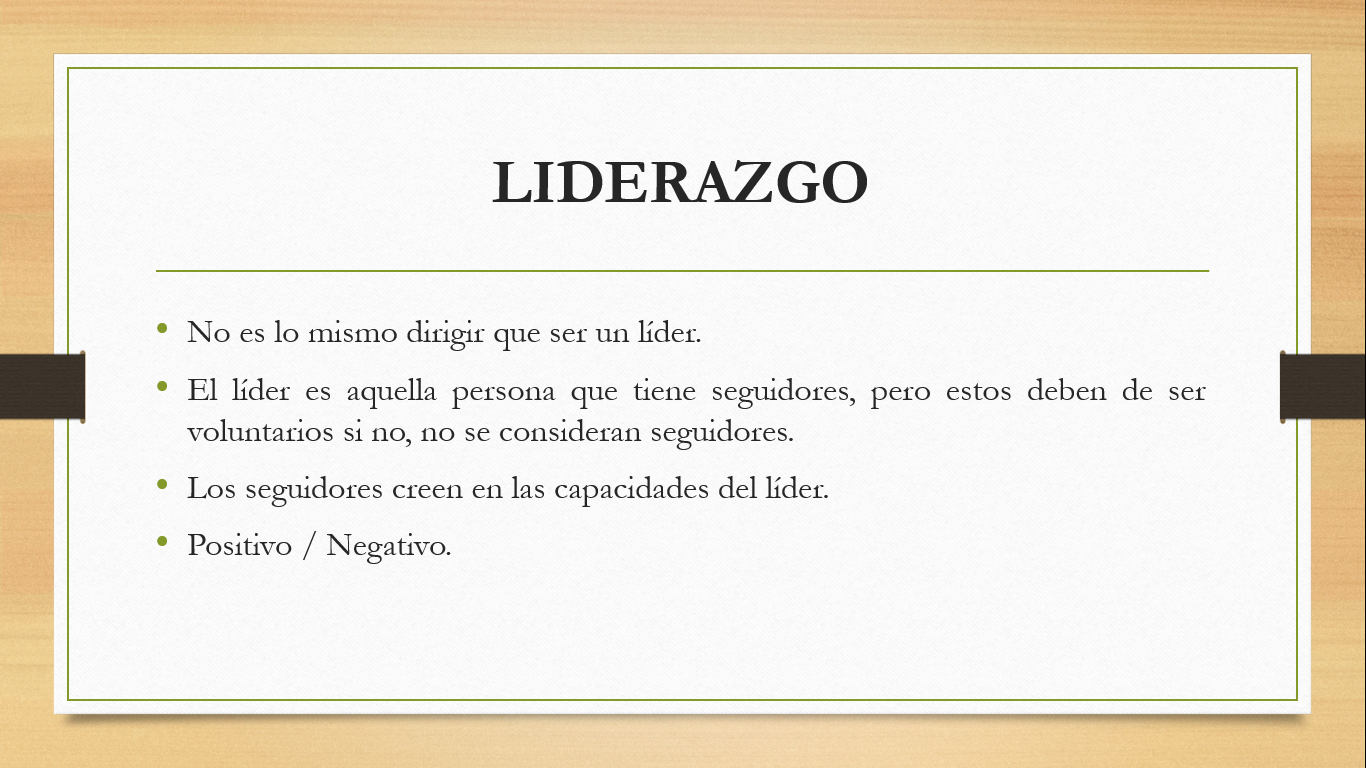 LIDERAZGO
• No es lo mismo dirigir que ser un líder.
• El líder es aquella persona que tiene seguidores, pero estos deben de ser
voluntarios si no, no se consideran seguidores.
• Los seguidores creen en las capacidades del líder.
• Positivo / Negativo.